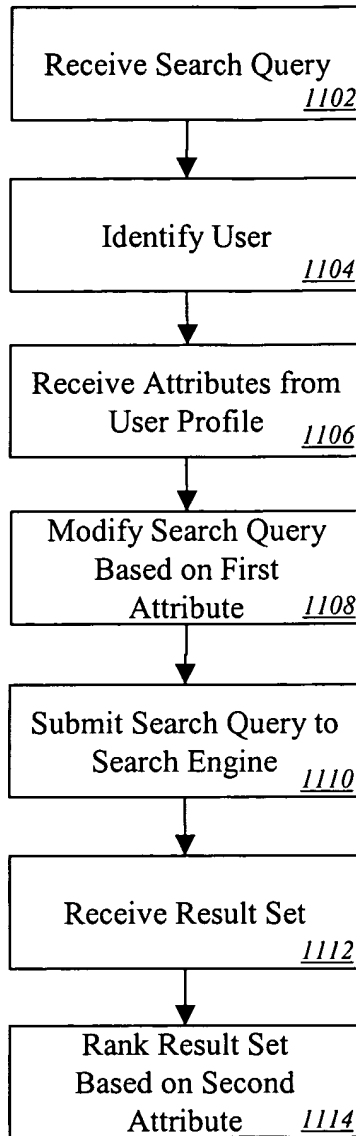 Receive Search Query
1102
Identify User
1104
Receive Attributes from
User Profile
1106
Modify Search Query
Based on First
Attribute
1108
Submit Search Query to
Search Engine
1110
Receive Result Set
1112
Rank Result Set
Based on Second
Attribute
1114